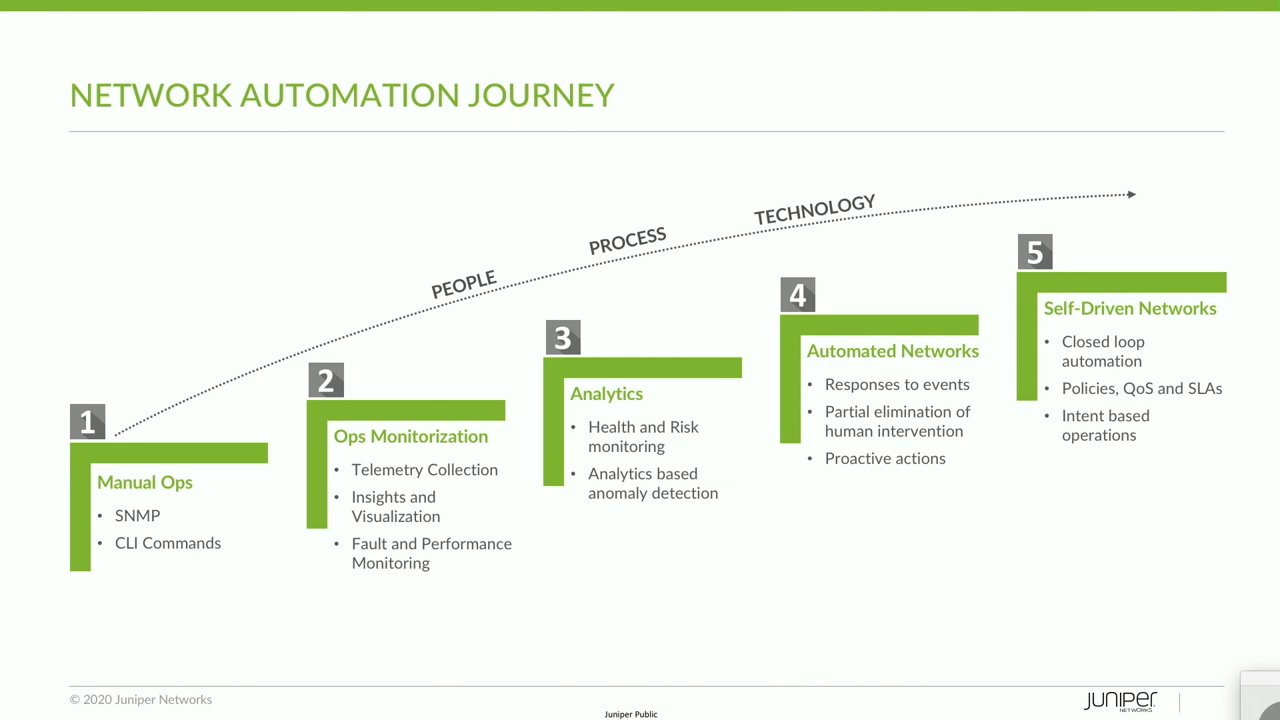 NETWORK AUTOMATION JOURNEY
PEOPLE
PROCESS
TECHNOLOGY
1
Manual Ops
• SNMP
• CLI Commands
2
Ops Monitorization
• Telemetry Collection
• Insights and
Visualization
• Fault and Performance
Monitoring
3
Analytics
• Health and Risk
monitoring
• Analytics based
anomaly detection
4
Automated Networks
• Responses to events
• Partial elimination of
human intervention
• Proactive actions
5
Self-Driven Networks
• Closed loop
automation
• Policies, QoS and SLAs
• Intent based
operations
© 2020 Juniper Networks
Juniper Public
JUNIPER
NETWORKS